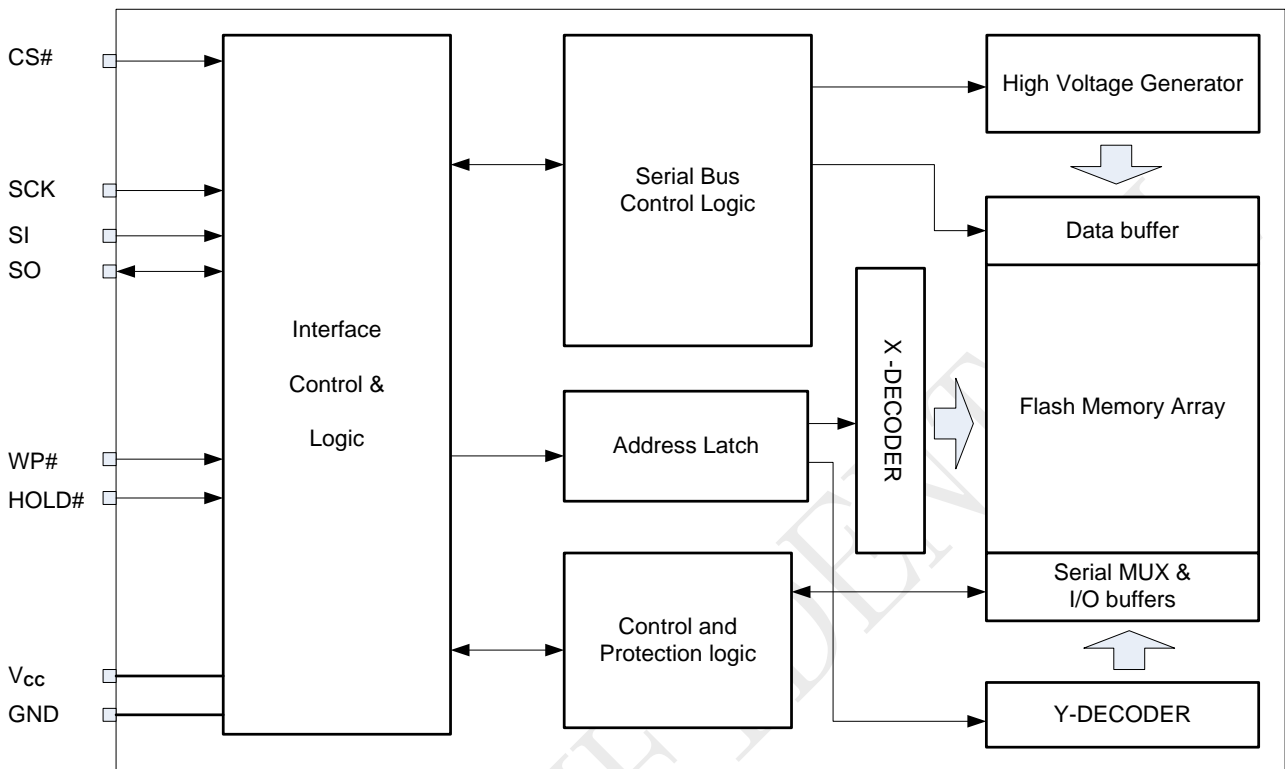 CS#
SCK
SI
SO
WP#
HOLD#
Vcc
GND
Interface
Control &
Logic
Serial Bus
Control Logic
Address Latch
Control and
Protection logic
X -DECODER
High Voltage Generator
Data buffer
Flash Memory Array
Serial MUX &
I/O buffers
Y-DECODER